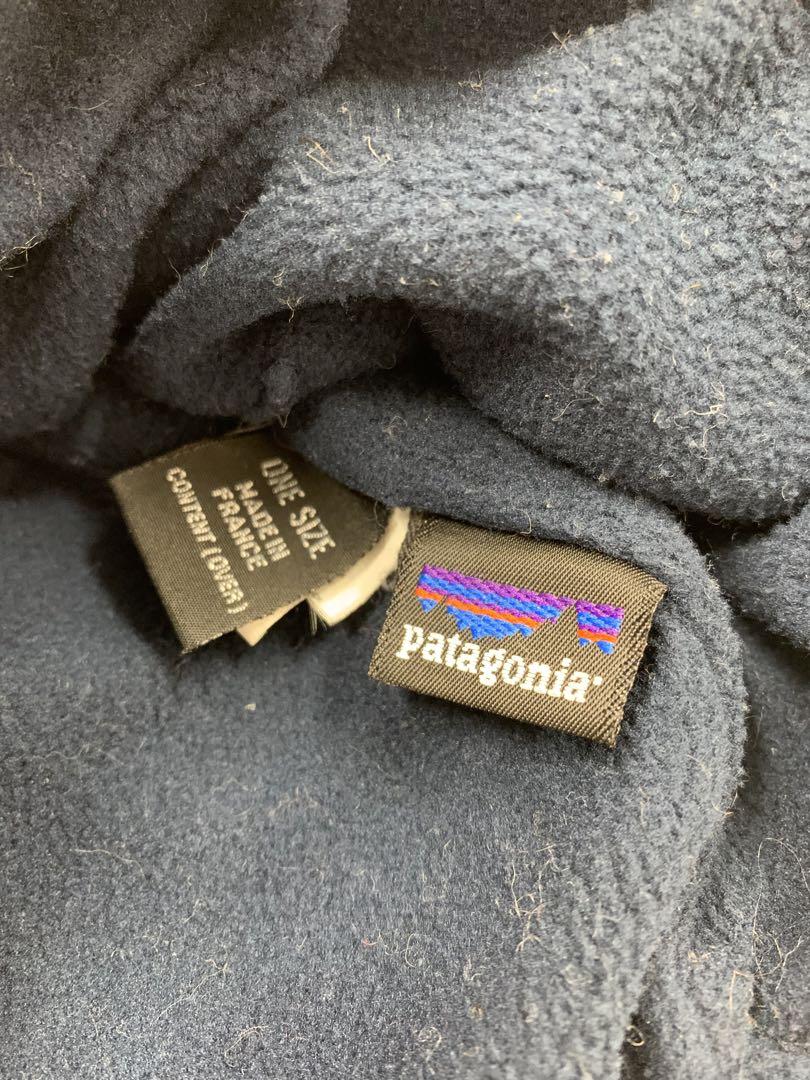 ONE SIZE
MADE IN
FRANCE
CONTENT (OVER)
patagonia